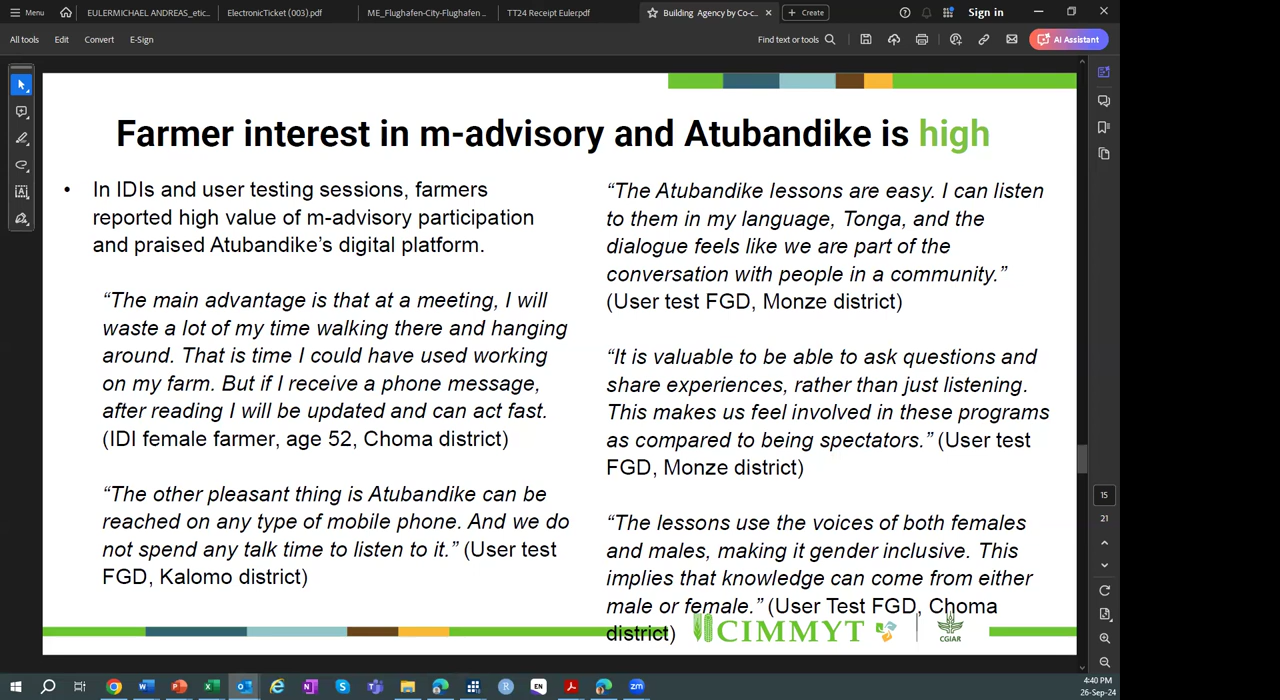 Menu
EULERMICHAEL ANDREAS_etic...
ElectronicTicket (003).pdf
ME_Flughafen-City-Flughafen ...
TT24 Receipt Euler.pdf
Building Agency by Co-c...
Create
Sign in
All tools
Edit
Convert
E-Sign
Find text or tools
AI Assistant
Farmer interest in m-advisory and Atubandike is high
• In IDIs and user testing sessions, farmers
reported high value of m-advisory participation
and praised Atubandike’s digital platform.
“The main advantage is that at a meeting, I will
waste a lot of my time walking there and hanging
around. That is time I could have used working
on my farm. But if I receive a phone message,
after reading I will be updated and can act fast.
(IDI female farmer, age 52, Choma district)
“The other pleasant thing is Atubandike can be
reached on any type of mobile phone. And we do
not spend any talk time to listen to it.” (User test
FGD, Kalomo district)
“The Atubandike lessons are easy. I can listen
to them in my language, Tonga, and the
dialogue feels like we are part of the
conversation with people in a community.”
(User test FGD, Monze district)
“It is valuable to be able to ask questions and
share experiences, rather than just listening.
This makes us feel involved in these programs
as compared to being spectators.” (User test
FGD, Monze district)
“The lessons use the voices of both females
and males, making it gender inclusive. This
implies that knowledge can come from either
male or female.” (User Test FGD, Choma
district)
CIMMYT
CGIAR
15
21
EN
zm
4:40 PM
26-Sep-24